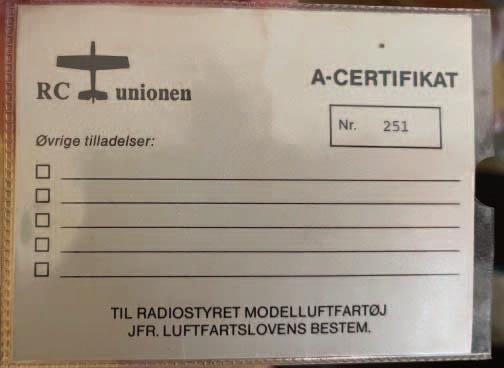 RC unionen
A-CERTIFIKAT
Nr. 251
Øvrige tilladelser:
TIL RADIOSTYRET MODELLUFTFARTØJ
JFR. LUFTFARTSLOVENS BESTEM.